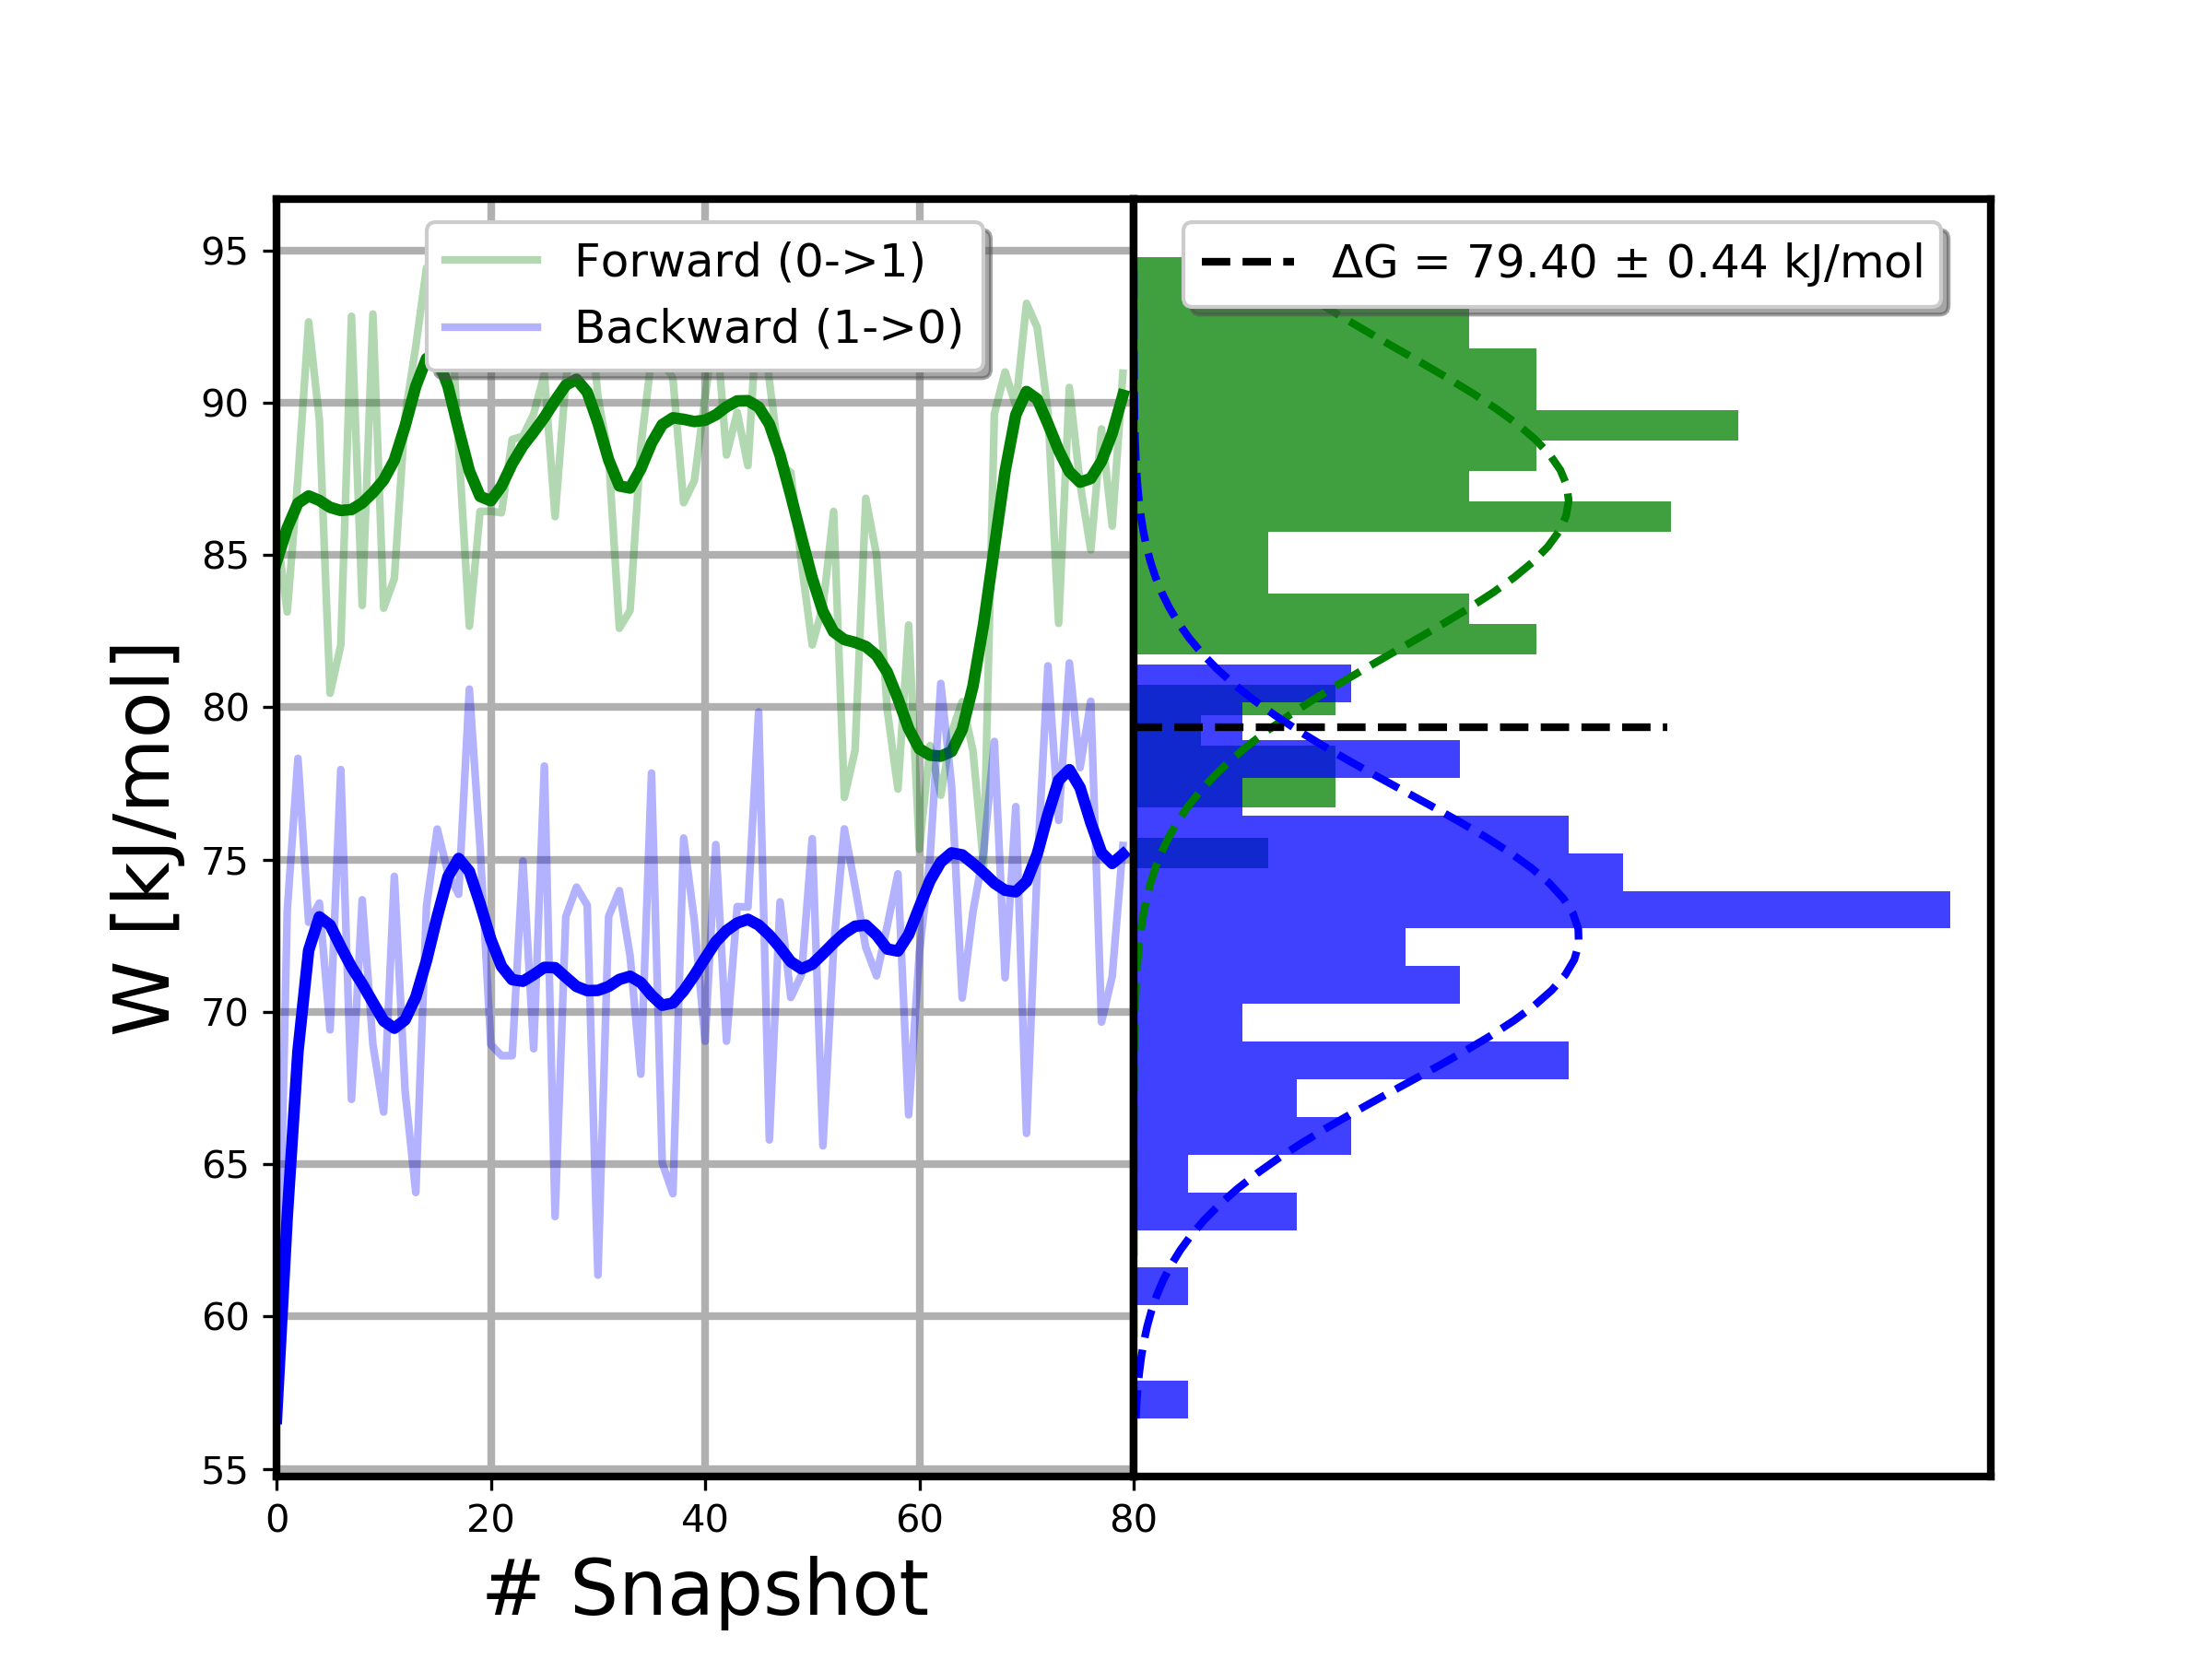 Forward (0->1)
Backward (1->0)
ΔG = 79.40 ± 0.44 kJ/mol
W [kJ/mol]
95
90
85
80
75
70
65
60
55
0 20 40 60 80
# Snapshot